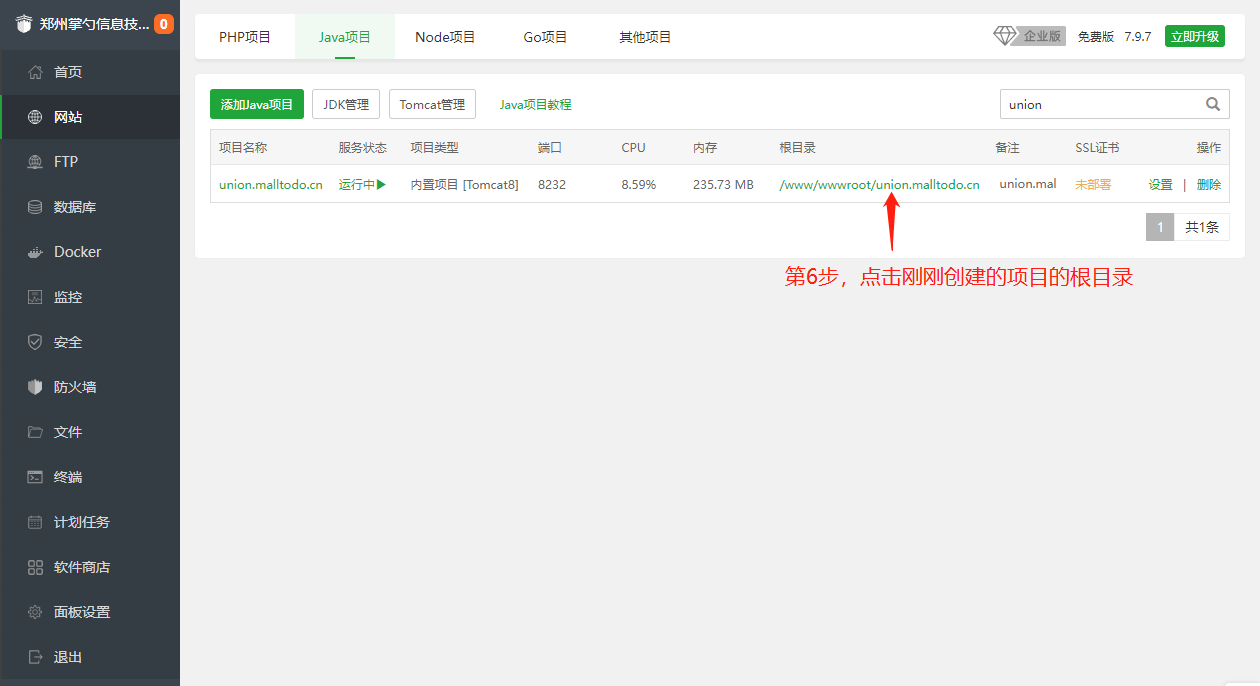 郑州掌勺信息技... 0
首页
网站
FTP
数据库
Docker
监控
安全
防火墙
文件
终端
计划任务
软件商店
面板设置
退出
PHP项目 Java项目 Node项目 Go项目 其他项目 企业版 免费版 7.9.7 立即升级
添加Java项目 JDK管理 Tomcat管理 Java项目教程 union
项目名称 服务状态 项目类型 端口 CPU 内存 根目录 备注 SSL证书 操作
union.malltodo.cn 运行中 内置项目 [Tomcat8] 8232 8.59% 235.73 MB /www/wwwroot/union.malltodo.cn union.mal 未部署 设置 | 删除
1 共1条
第6步，点击刚刚创建的项目的根目录